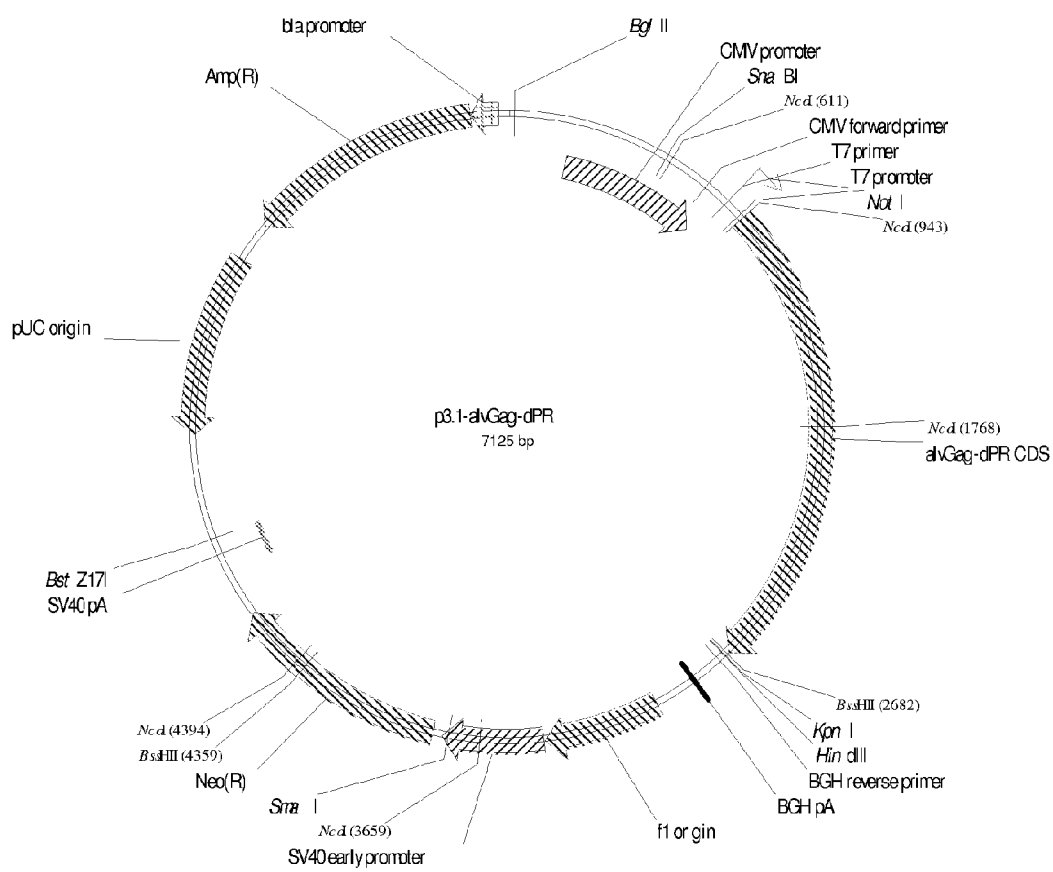 bla promoter
Bgl II
Amp(R)
CMV promoter
Sna BI
NcoI (611)
CMV forward primer
T7 primer
T7 promoter
Not I
NcoI (943)
pUC origin
p3.1-alvGag-dPR
7125 bp
NcoI (1768)
alvGag-dPR CDS
Bst Z17I
SV40 pA
BssHII (2682)
NcoI (4394)
Kpn I
BssHII (4359)
Hin dIII
Neo(R)
BGH reverse primer
Sma I
BGH pA
NcoI (3659)
f1 origin
SV40 early promoter